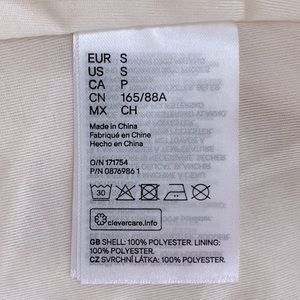 EUR S
US S
CA P
CN 165/88A
MX CH
Made in China
Fabriqué en Chine
Hecho en China
O/N 171754
P/N 0876986 1
30
clevercare.info
GB SHELL: 100% POLYESTER. LINING:
100% POLYESTER.
CZ SVRCHNÍ LÁTKA: 100% POLYESTER.